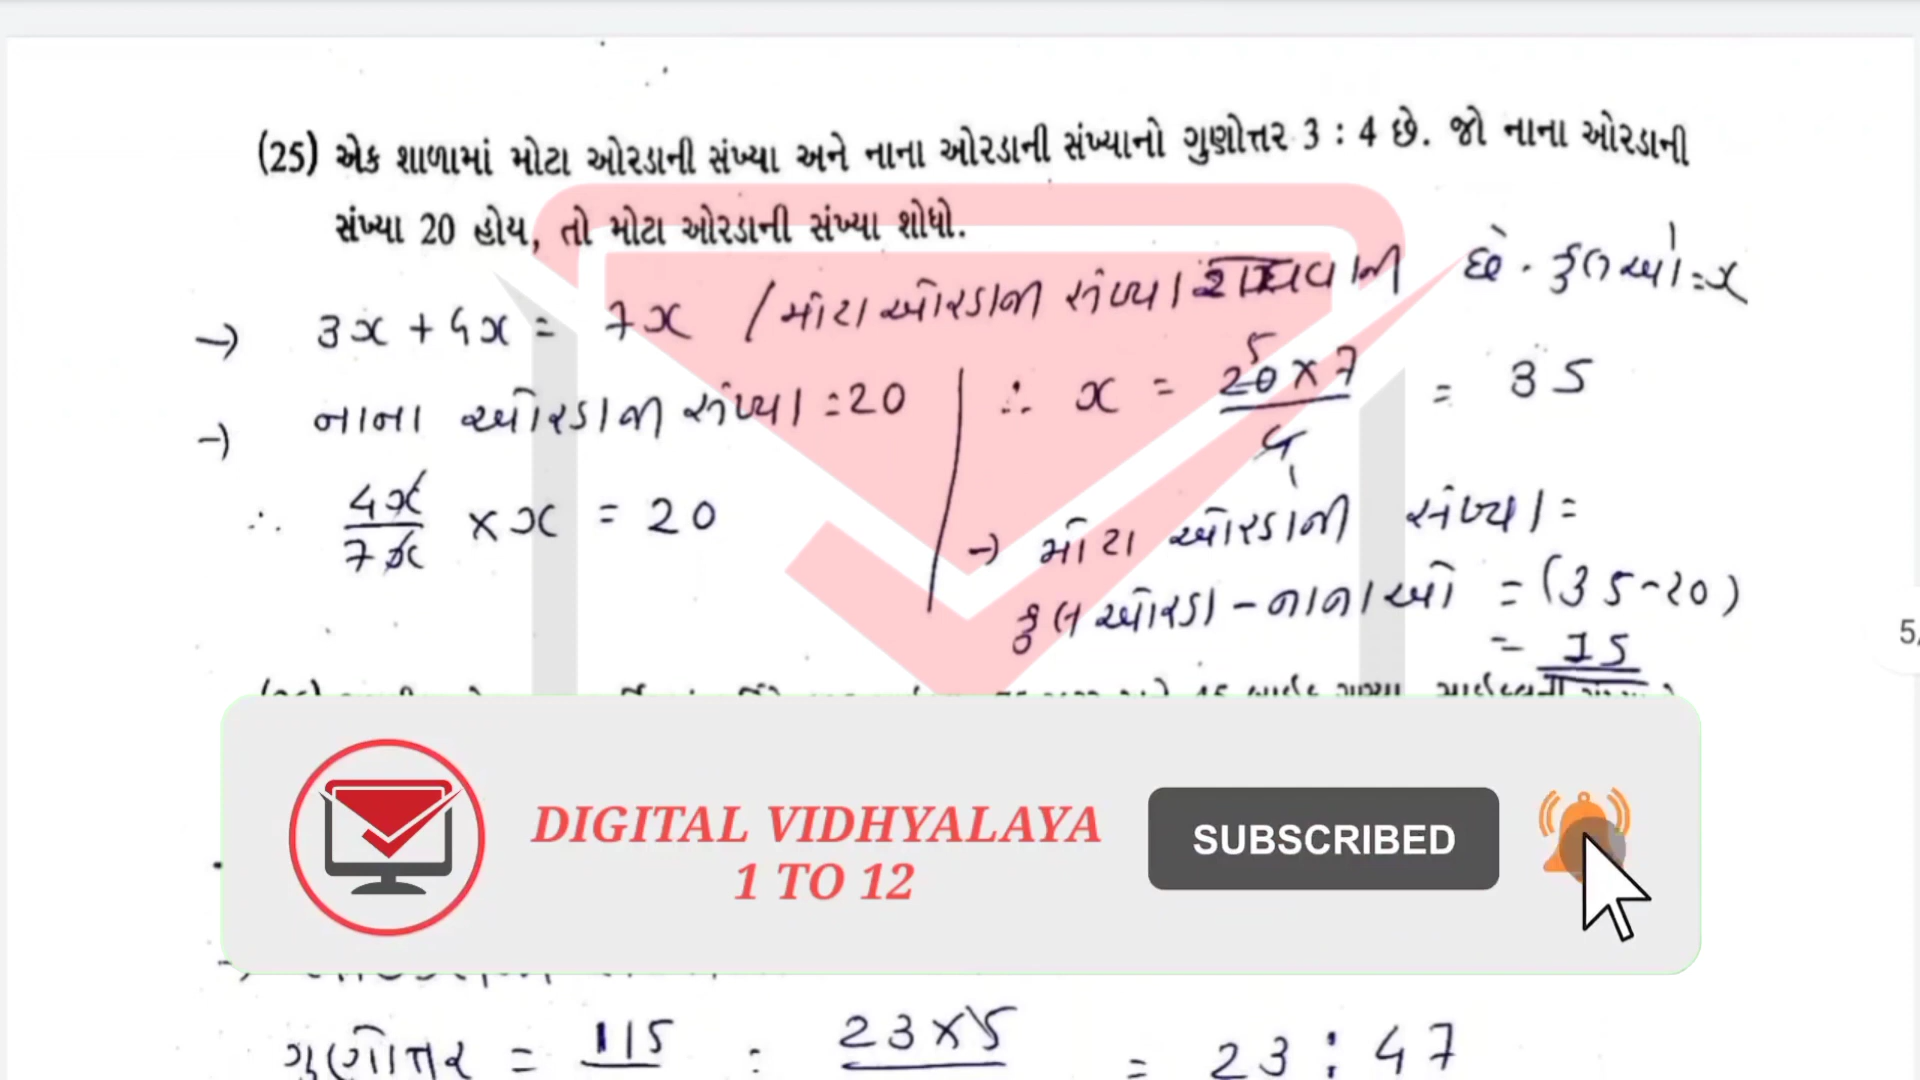 (25) એક શાળામાં મોટા ઓરડાની સંખ્યા અને નાના ઓરડાની સંખ્યાનો ગુણોત્તર 3 : 4 છે. જો નાના ઓરડાની
સંખ્યા 20 હોય, તો મોટા ઓરડાની સંખ્યા શોધો.
→ 3x + 4x = 7x / મોટા ઓરડાની સંખ્યા છે. કુલ ઓ = x
→ નાના ઓરડાની સંખ્યા = 20
∴ 4x/7x × x = 20
∴ x = 20 × 7 / 4 = 35
5
→ મોટા ઓરડાની સંખ્યા =
કુલ ઓરડા - નાના ઓ = (35-20)
= 15
DIGITAL VIDHYALAYA
1 TO 12
SUBSCRIBED
ગુણોત્તર = 115 : 23×5 = 23 : 47